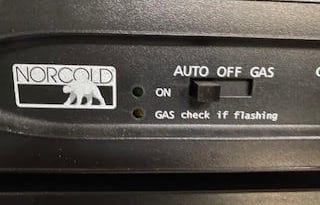 NORCOLD
AUTO OFF GAS
ON
GAS check if flashing